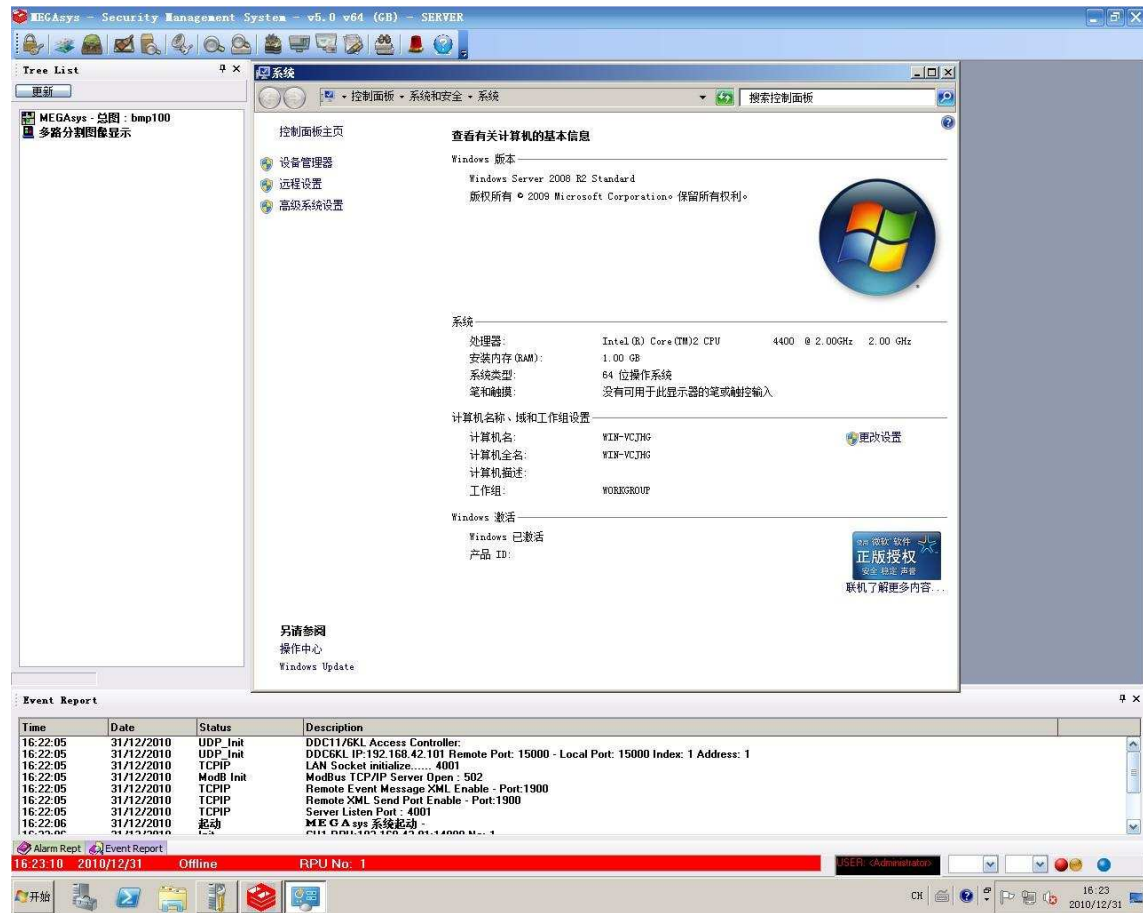 MEGAsys - Security Management System - v5.0 v64 (GB) - SERVER
Tree List
更新
MEGAsys - 总图 : bmp100
多路分割图像显示
系统
控制面板 系统和安全 系统
搜索控制面板
控制面板主页
设备管理器
远程设置
高级系统设置
查看有关计算机的基本信息
Windows 版本
Windows Server 2008 R2 Standard
版权所有 © 2009 Microsoft Corporation。保留所有权利。
系统
处理器: Intel(R) Core(TM)2 CPU 4400 @ 2.00GHz 2.00 GHz
安装内存(RAM): 1.00 GB
系统类型: 64 位操作系统
笔和触摸: 没有可用于此显示器的笔或触控输入
计算机名称、域和工作组设置
计算机名: WIN-VCJHG
更改设置
计算机全名: WIN-VCJHG
计算机描述:
工作组: WORKGROUP
Windows 激活
Windows 已激活
产品 ID:
使用 微软 软件
正版授权
安全 稳定 声誉
联机了解更多内容...
另请参阅
操作中心
Windows Update
Event Report
Time Date Status Description
16:22:05 31/12/2010 UDP_Init DDC11/6KL Access Controller:
16:22:05 31/12/2010 UDP_Init DDC6KL IP:192.168.42.101 Remote Port: 15000 - Local Port: 15000 Index: 1 Address: 1
16:22:05 31/12/2010 TCPIP LAN Socket initialize...... 4001
16:22:05 31/12/2010 ModB Init ModBus TCP/IP Server Open : 502
16:22:05 31/12/2010 TCPIP Remote Event Message XML Enable - Port:1900
16:22:05 31/12/2010 TCPIP Remote XML Send Port Enable - Port:1900
16:22:05 31/12/2010 TCPIP Server Listen Port : 4001
16:22:06 31/12/2010 起动 MEGAsys 系统起动 -
Alarm Rept Event Report
16:23:10 2010/12/31 Offline RPU No: 1 USER: <Administrator>
开始
CH
16:23
2010/12/31